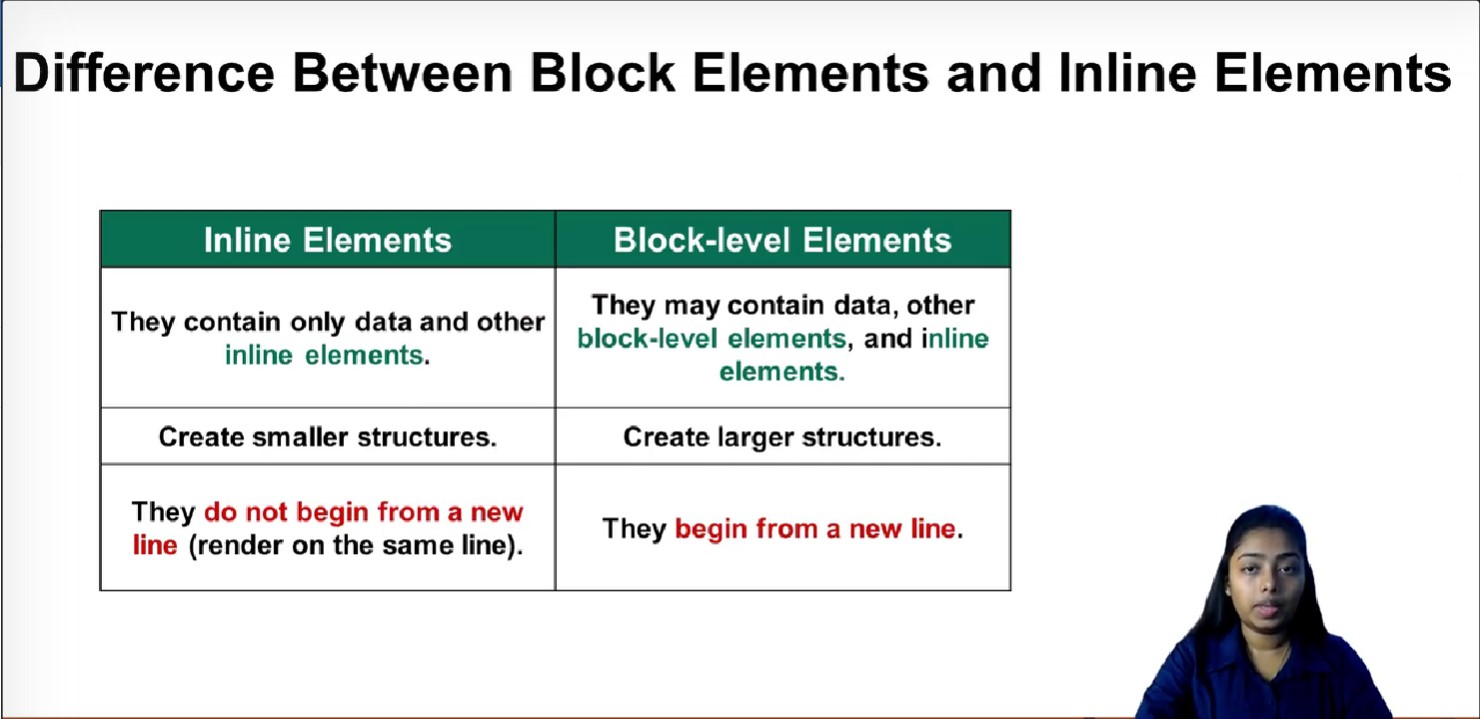 Difference Between Block Elements and Inline Elements
Inline Elements
Block-level Elements
They contain only data and other
inline elements.
They may contain data, other
block-level elements, and inline
elements.
Create smaller structures.
Create larger structures.
They do not begin from a new
line (render on the same line).
They begin from a new line.